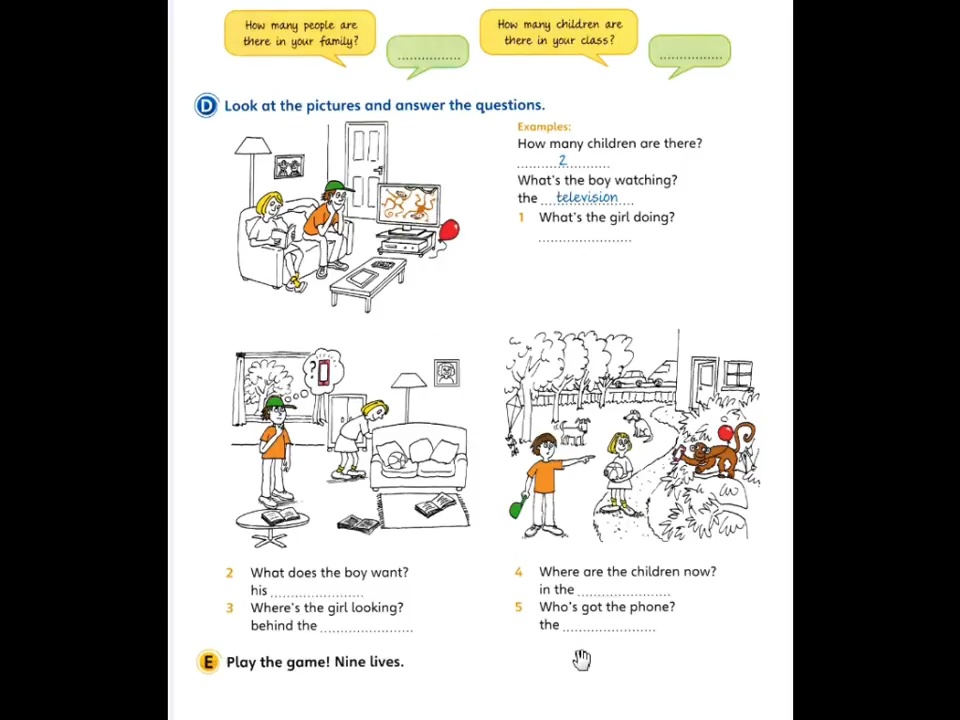 How many people are
there in your family?
................
How many children are
there in your class?
................
D Look at the pictures and answer the questions.
Examples:
How many children are there?
2
What's the boy watching?
the television
1 What's the girl doing?
........................
?
2 What does the boy want?
his ........................
3 Where's the girl looking?
behind the ........................
4 Where are the children now?
in the ........................
5 Who's got the phone?
the ........................
E Play the game! Nine lives.